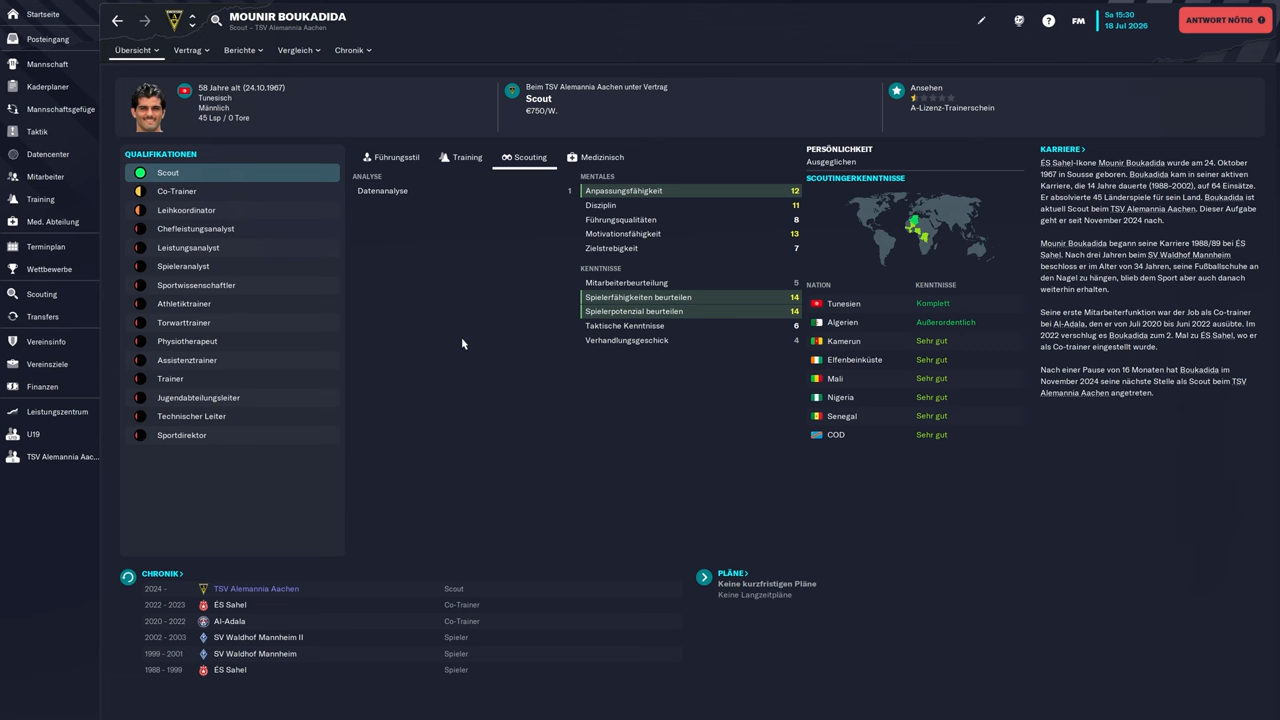 Startseite
Posteingang
Mannschaft
Kaderplaner
Mannschaftsgefüge
Taktik
Datencenter
Mitarbeiter
Training
Med. Abteilung
Terminplan
Wettbewerbe
Scouting
Transfers
Vereinsinfo
Vereinsziele
Finanzen
Leistungszentrum
U19
TSV Alemannia Aac...
MOUNIR BOUKADIDA
Scout - TSV Alemannia Aachen
FM
Sa 15:30
18 Jul 2026
ANTWORT NÖTIG
Übersicht
Vertrag
Berichte
Vergleich
Chronik
58 Jahre alt (24.10.1967)
Tunesisch
Männlich
45 Lsp / 0 Tore
Beim TSV Alemannia Aachen unter Vertrag
Scout
€750/W.
Ansehen
A-Lizenz-Trainerschein
QUALIFIKATIONEN
Scout
Co-Trainer
Leihkoordinator
Chefleistungsanalyst
Leistungsanalyst
Spieleranalyst
Sportwissenschaftler
Athletiktrainer
Torwarttrainer
Physiotherapeut
Assistenztrainer
Trainer
Jugendabteilungsleiter
Technischer Leiter
Sportdirektor
Führungsstil
Training
Scouting
Medizinisch
ANALYSE
Datenanalyse 1
MENTALES
Anpassungsfähigkeit 12
Disziplin 11
Führungsqualitäten 8
Motivationsfähigkeit 13
Zielstrebigkeit 7
KENNTNISSE
Mitarbeiterbeurteilung 5
Spielerfähigkeiten beurteilen 14
Spielerpotenzial beurteilen 14
Taktische Kenntnisse 6
Verhandlungsgeschick 4
PERSÖNLICHKEIT
Ausgeglichen
SCOUTINGERKENNTNISSE
NATION KENNTNISSE
Tunesien Komplett
Algerien Außerordentlich
Kamerun Sehr gut
Elfenbeinküste Sehr gut
Mali Sehr gut
Nigeria Sehr gut
Senegal Sehr gut
COD Sehr gut
KARRIERE >
ÉS Sahel-Ikone Mounir Boukadida wurde am 24. Oktober
1967 in Sousse geboren. Boukadida kam in seiner aktiven
Karriere, die 14 Jahre dauerte (1988-2002), auf 64 Einsätze.
Er absolvierte 45 Länderspiele für sein Land. Boukadida ist
aktuell Scout beim TSV Alemannia Aachen. Dieser Aufgabe
geht er seit November 2024 nach.
Mounir Boukadida begann seine Karriere 1988/89 bei ÉS
Sahel. Nach drei Jahren beim SV Waldhof Mannheim
beschloss er im Alter von 34 Jahren, seine Fußballschuhe an
den Nagel zu hängen, blieb dem Sport aber auch danach
weiterhin erhalten.
Seine erste Mitarbeiterfunktion war der Job als Co-trainer
bei Al-Adala, den er von Juli 2020 bis Juni 2022 ausübte. Im
Im 2022 verschlug es Boukadida zum 2. Mal zu ÉS Sahel, wo er
als Co-trainer eingestellt wurde.
Nach einer Pause von 16 Monaten hat Boukadida im
November 2024 seine nächste Stelle als Scout beim TSV
Alemannia Aachen angetreten.
CHRONIK >
2024 - TSV Alemannia Aachen Scout
2022 - 2023 ÉS Sahel Co-Trainer
2020 - 2022 Al-Adala Co-Trainer
2002 - 2003 SV Waldhof Mannheim II Spieler
1999 - 2001 SV Waldhof Mannheim Spieler
1988 - 1999 ÉS Sahel Spieler
PLÄNE >
Keine kurzfristigen Pläne
Keine Langzeitpläne